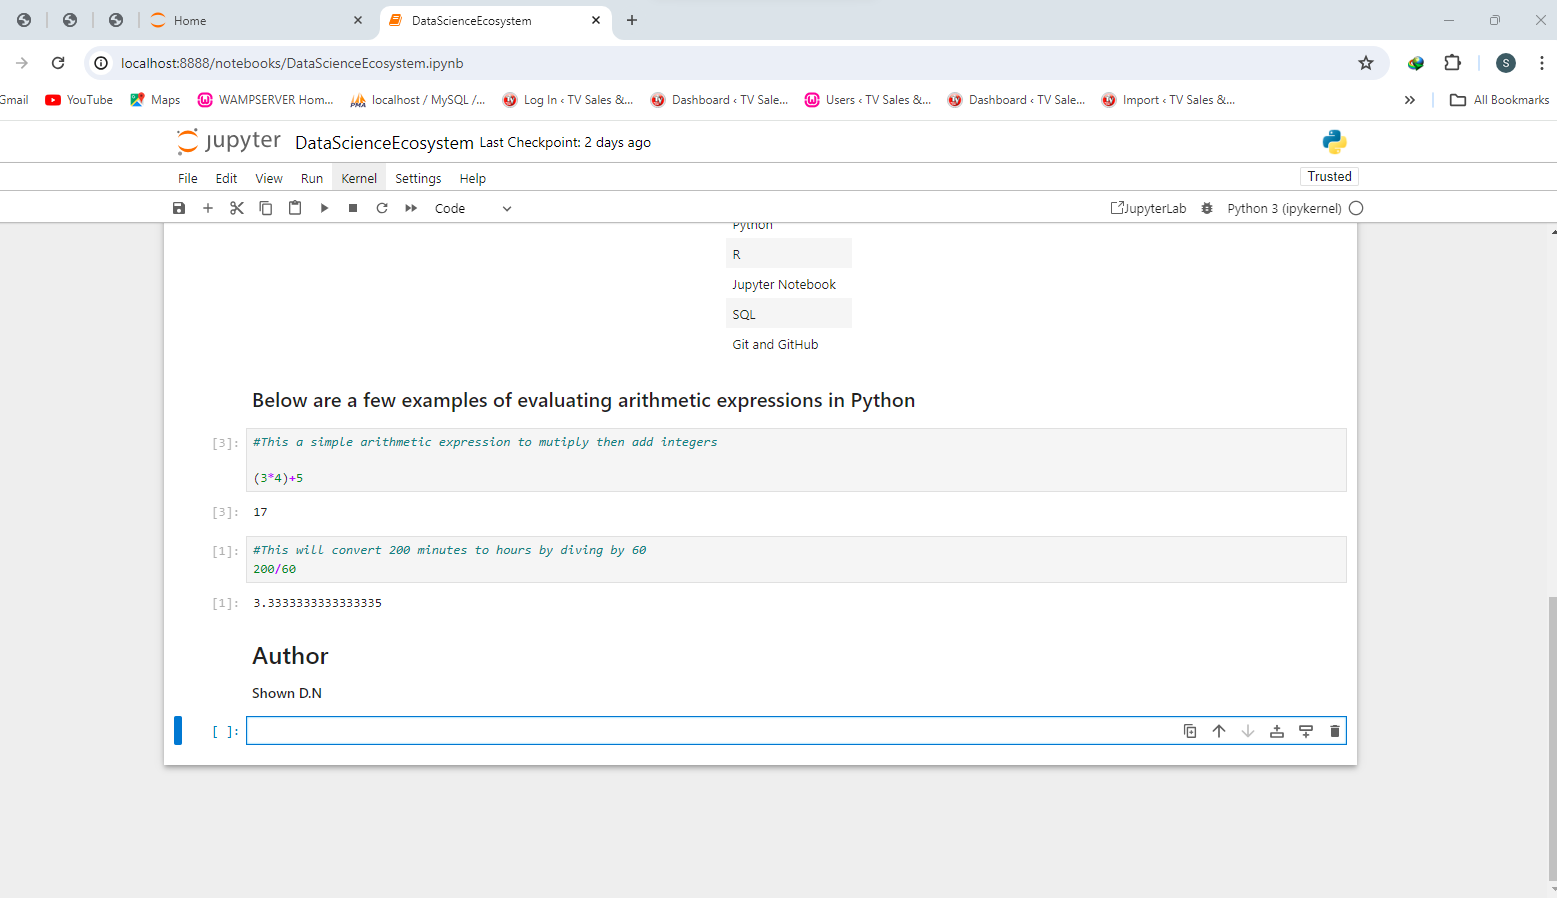 Home
DataScienceEcosystem
localhost:8888/notebooks/DataScienceEcosystem.ipynb
S
Gmail YouTube Maps WAMPSERVER Hom... localhost / MySQL /... Log In ‹ TV Sales &... Dashboard ‹ TV Sale... Users ‹ TV Sales &... Dashboard ‹ TV Sale... Import ‹ TV Sales &... All Bookmarks
jupyter DataScienceEcosystem Last Checkpoint: 2 days ago
File Edit View Run Kernel Settings Help Trusted
Code JupyterLab Python 3 (ipykernel)
Python
R
Jupyter Notebook
SQL
Git and GitHub
Below are a few examples of evaluating arithmetic expressions in Python
[3]: #This a simple arithmetic expression to mutiply then add integers
(3*4)+5
[3]: 17
[1]: #This will convert 200 minutes to hours by diving by 60
200/60
[1]: 3.3333333333333335
Author
Shown D.N
[ ]: